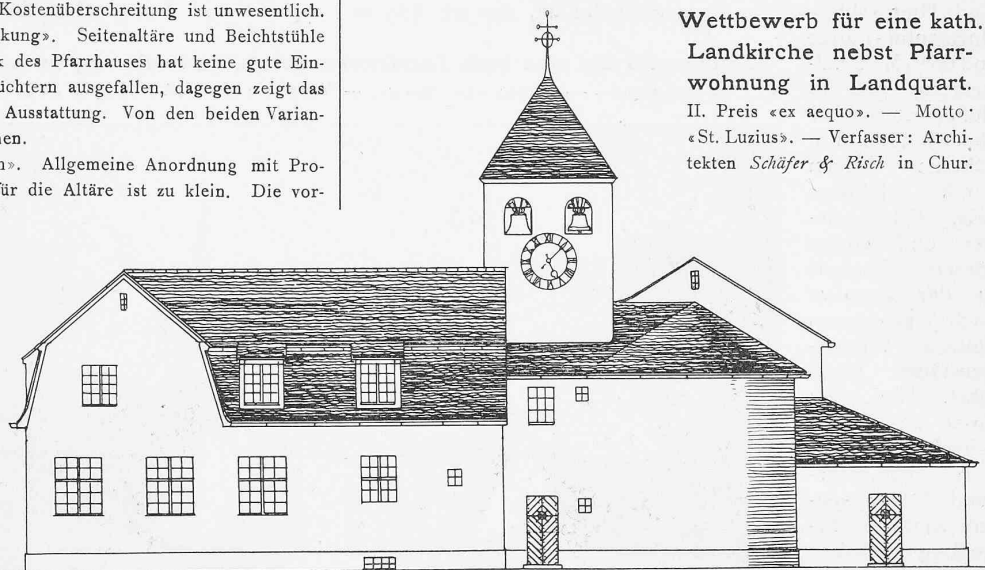 Kostenüberschreitung ist unwesentlich.
kung». Seitenaltäre und Beichtstühle
k des Pfarrhauses hat keine gute Ein-
üchtern ausgefallen, dagegen zeigt das
Ausstattung. Von den beiden Varian-
nen.
n». Allgemeine Anordnung mit Pro-
für die Altäre ist zu klein. Die vor-
Wettbewerb für eine kath.
Landkirche nebst Pfarr-
wohnung in Landquart.
II. Preis «ex aequo». — Motto
«St. Luzius». — Verfasser: Archi-
tekten Schäfer & Risch in Chur.